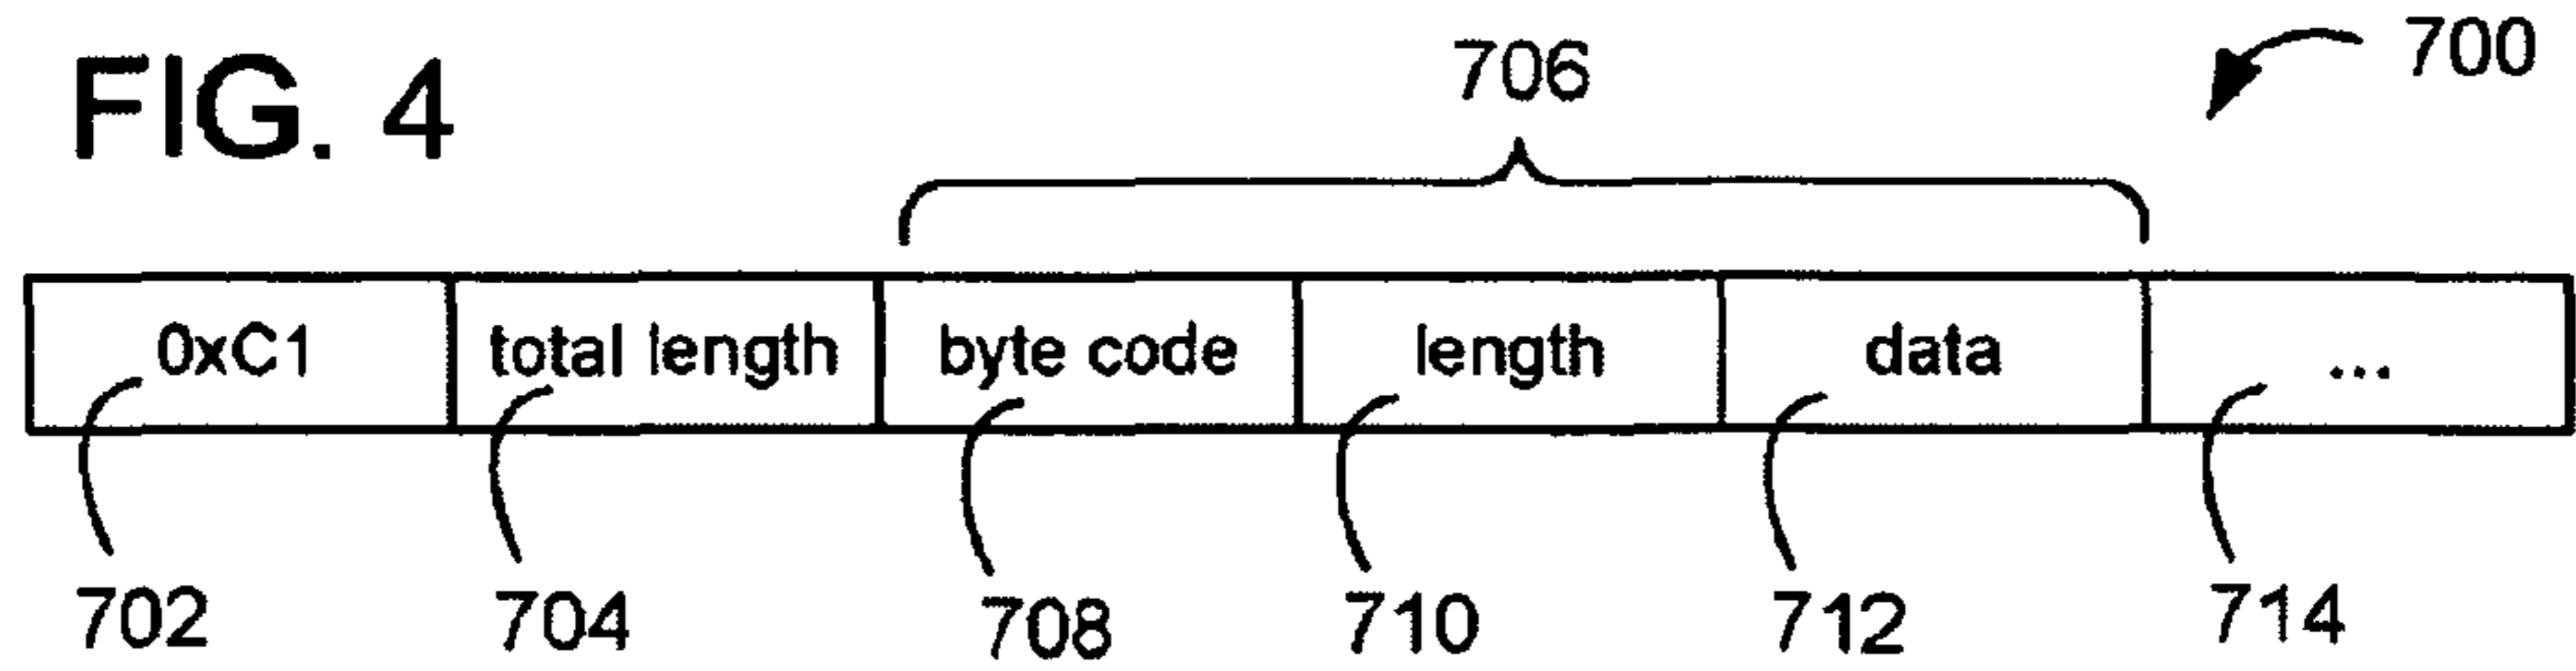 FIG. 4
706
700
0xC1 total length byte code length data ...
702 704 708 710 712 714